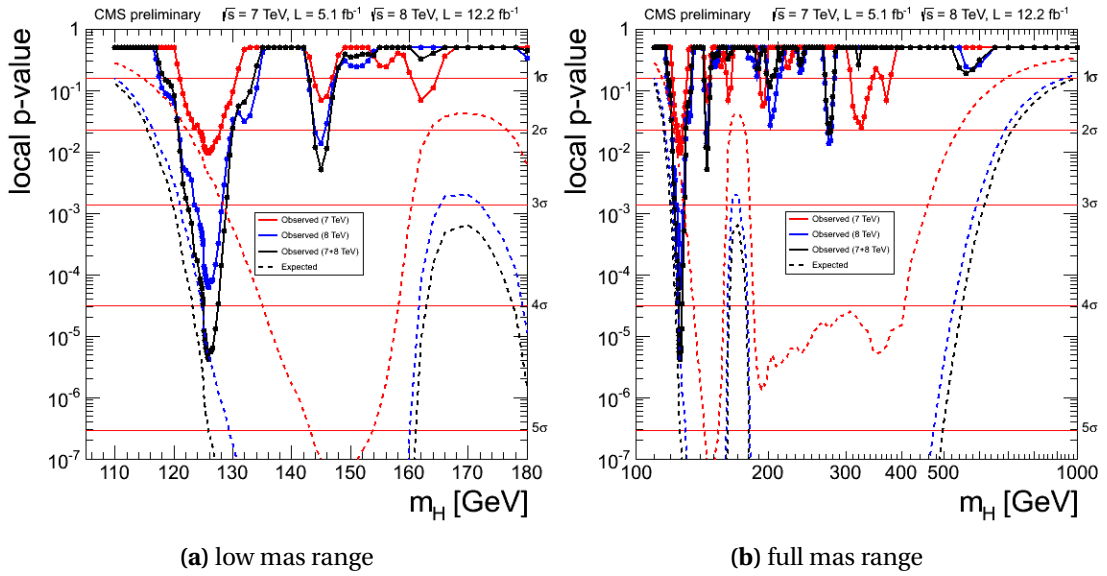 CMS preliminary √s = 7 TeV, L = 5.1 fb⁻¹ √s = 8 TeV, L = 12.2 fb⁻¹
local p-value
1
10⁻¹
10⁻²
10⁻³
10⁻⁴
10⁻⁵
10⁻⁶
10⁻⁷
1σ
2σ
3σ
4σ
5σ
Observed (7 TeV)
Observed (8 TeV)
Observed (7+8 TeV)
Expected
110 120 130 140 150 160 170 180
m_H [GeV]
(a) low mas range
CMS preliminary √s = 7 TeV, L = 5.1 fb⁻¹ √s = 8 TeV, L = 12.2 fb⁻¹
local p-value
1
10⁻¹
10⁻²
10⁻³
10⁻⁴
10⁻⁵
10⁻⁶
10⁻⁷
1σ
2σ
3σ
4σ
5σ
Observed (7 TeV)
Observed (8 TeV)
Observed (7+8 TeV)
Expected
100 200 300 400 500 1000
m_H [GeV]
(b) full mas range